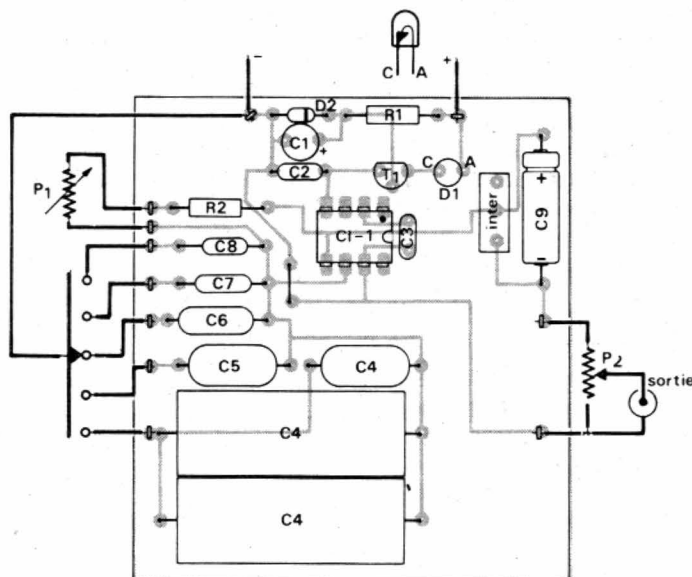 C A
- +
D2
R1
C1
+
C2
T1
C A
D1
P1
R2
CI-1
C3
inter
+
C9
-
C8
C7
C6
C5
C4
P2
sortie
C4
C4